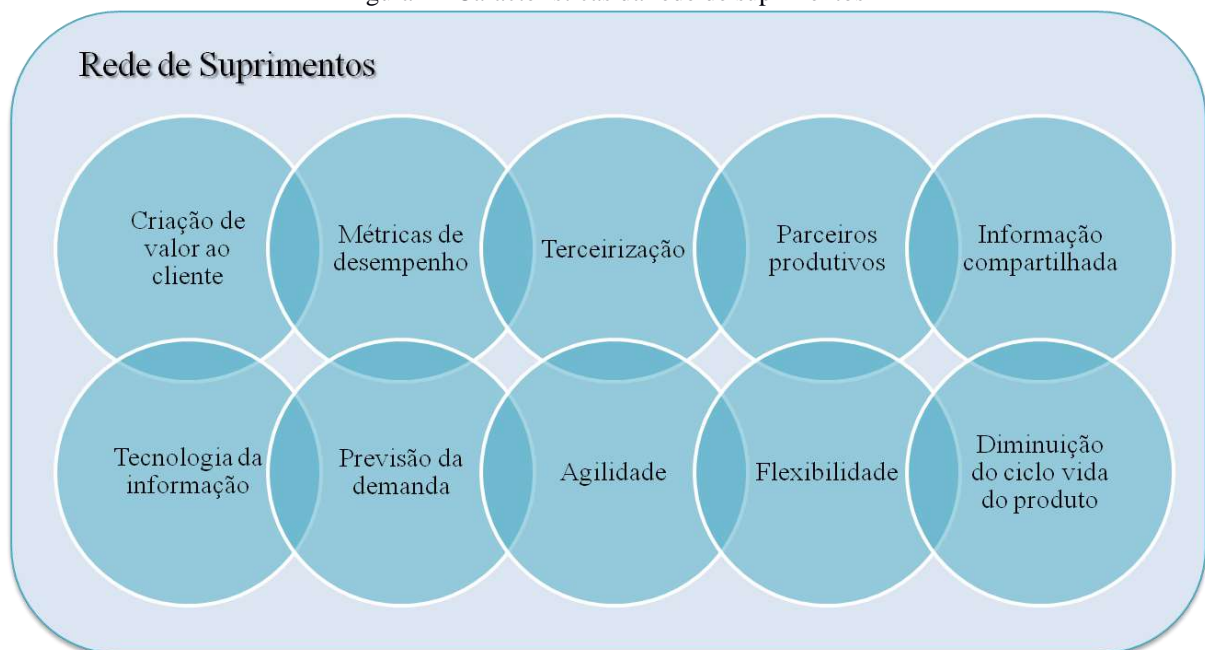 Rede de Suprimentos
Criação de
valor ao
cliente
Métricas de
desempenho
Terceirização
Parceiros
produtivos
Informação
compartilhada
Tecnologia da
informação
Previsão da
demanda
Agilidade
Flexibilidade
Diminuição
do ciclo vida
do produto